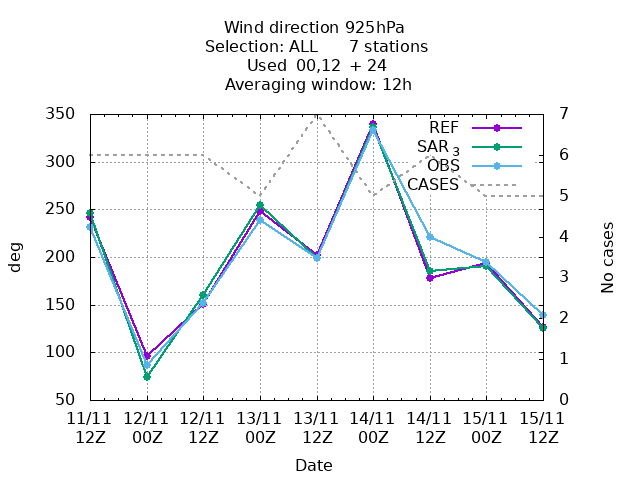 Wind direction 925hPa
Selection: ALL 7 stations
Used 00,12 + 24
Averaging window: 12h
350 7
REF
SAR 3
300 6
OBS
CASES
250 5
200 4
deg
No cases
150 3
2
100 1
50 0
11/11 12/11 12/11 13/11 13/11 14/11 14/11 15/11 15/11
12Z 00Z 12Z 00Z 12Z 00Z 12Z 00Z 12Z
Date